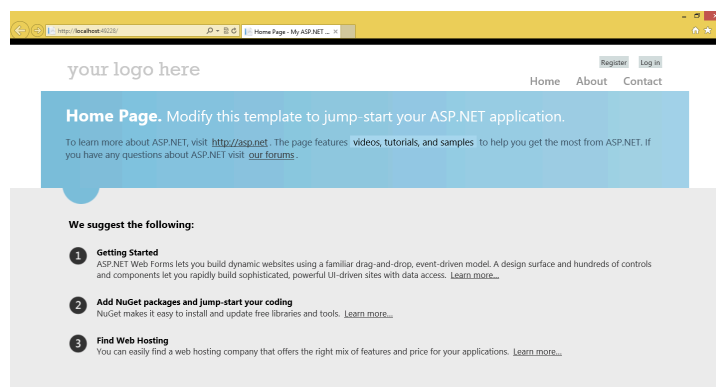 http://localhost:49228/
Home Page - My ASP.NET ...
your logo here
Register Log in
Home About Contact
Home Page. Modify this template to jump-start your ASP.NET application.
To learn more about ASP.NET, visit http://asp.net. The page features videos, tutorials, and samples to help you get the most from ASP.NET. If
you have any questions about ASP.NET visit our forums.
We suggest the following:
1 Getting Started
ASP.NET Web Forms lets you build dynamic websites using a familiar drag-and-drop, event-driven model. A design surface and hundreds of controls
and components let you rapidly build sophisticated, powerful UI-driven sites with data access. Learn more...
2 Add NuGet packages and jump-start your coding
NuGet makes it easy to install and update free libraries and tools. Learn more...
3 Find Web Hosting
You can easily find a web hosting company that offers the right mix of features and price for your applications. Learn more...